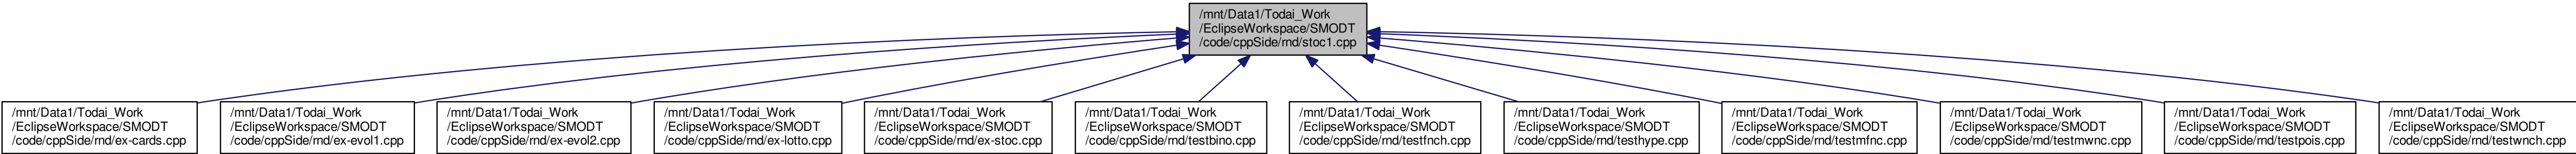 /mnt/Data1/Todai_Work
/EclipseWorkspace/SMODT
/code/cppSide/rnd/stoc1.cpp
/mnt/Data1/Todai_Work
/EclipseWorkspace/SMODT
/code/cppSide/rnd/ex-cards.cpp
/mnt/Data1/Todai_Work
/EclipseWorkspace/SMODT
/code/cppSide/rnd/ex-evol1.cpp
/mnt/Data1/Todai_Work
/EclipseWorkspace/SMODT
/code/cppSide/rnd/ex-evol2.cpp
/mnt/Data1/Todai_Work
/EclipseWorkspace/SMODT
/code/cppSide/rnd/ex-lotto.cpp
/mnt/Data1/Todai_Work
/EclipseWorkspace/SMODT
/code/cppSide/rnd/ex-stoc.cpp
/mnt/Data1/Todai_Work
/EclipseWorkspace/SMODT
/code/cppSide/rnd/testbino.cpp
/mnt/Data1/Todai_Work
/EclipseWorkspace/SMODT
/code/cppSide/rnd/testfnch.cpp
/mnt/Data1/Todai_Work
/EclipseWorkspace/SMODT
/code/cppSide/rnd/testhype.cpp
/mnt/Data1/Todai_Work
/EclipseWorkspace/SMODT
/code/cppSide/rnd/testmfnc.cpp
/mnt/Data1/Todai_Work
/EclipseWorkspace/SMODT
/code/cppSide/rnd/testmwnc.cpp
/mnt/Data1/Todai_Work
/EclipseWorkspace/SMODT
/code/cppSide/rnd/testpois.cpp
/mnt/Data1/Todai_Work
/EclipseWorkspace/SMODT
/code/cppSide/rnd/testwnch.cpp